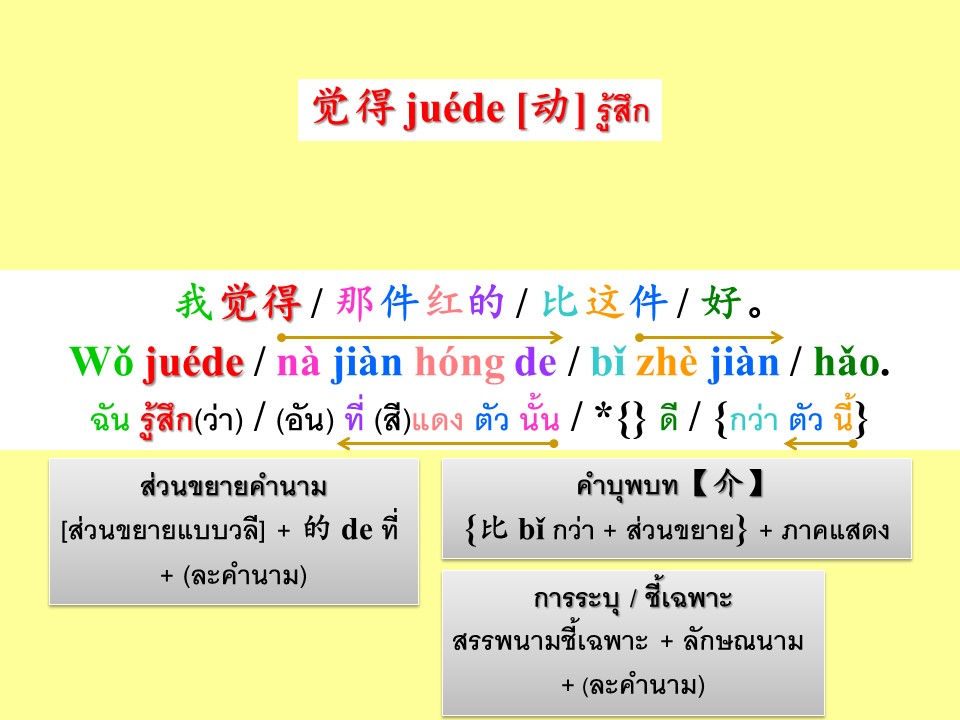 觉得 juéde [动] รู้สึก
我觉得 / 那件红的 / 比这件 / 好。
Wǒ juéde / nà jiàn hóng de / bǐ zhè jiàn / hǎo.
ฉัน รู้สึก(ว่า) / (อัน) ที่ (สี)แดง ตัว นั้น / *{} ดี / {กว่า ตัว นี้}
ส่วนขยายคำนาม
[ส่วนขยายแบบวลี] + 的 de ที่
+ (ละคำนาม)
คำบุพบท【介】
{比 bǐ กว่า + ส่วนขยาย} + ภาคแสดง
การระบุ / ชี้เฉพาะ
สรรพนามชี้เฉพาะ + ลักษณนาม
+ (ละคำนาม)